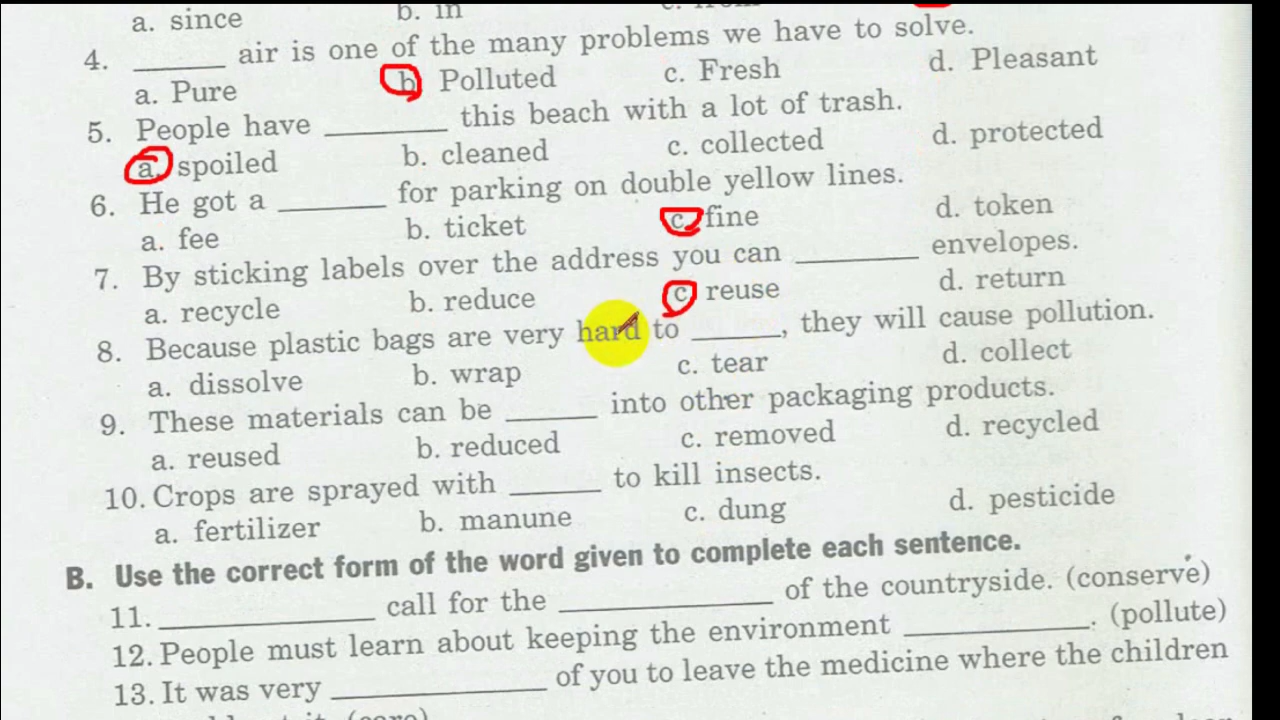 a. since b. in c. from
4. ______ air is one of the many problems we have to solve.
a. Pure b. Polluted c. Fresh d. Pleasant
5. People have ________ this beach with a lot of trash.
a. spoiled b. cleaned c. collected d. protected
6. He got a _______ for parking on double yellow lines.
a. fee b. ticket c. fine d. token
7. By sticking labels over the address you can ________ envelopes.
a. recycle b. reduce c. reuse d. return
8. Because plastic bags are very hard to ______, they will cause pollution.
a. dissolve b. wrap c. tear d. collect
9. These materials can be ______ into other packaging products.
a. reused b. reduced c. removed d. recycled
10. Crops are sprayed with ______ to kill insects.
a. fertilizer b. manune c. dung d. pesticide
B. Use the correct form of the word given to complete each sentence.
11. ______________ call for the ______________ of the countryside. (conserve)
12. People must learn about keeping the environment ____________. (pollute)
13. It was very ______________ of you to leave the medicine where the children
(care)